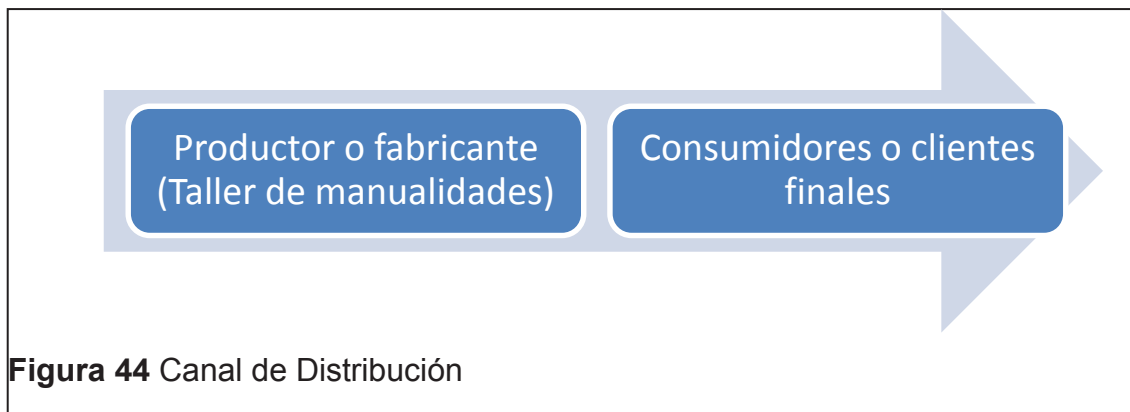 Productor o fabricante
(Taller de manualidades)
Consumidores o clientes
finales
Figura 44 Canal de Distribución